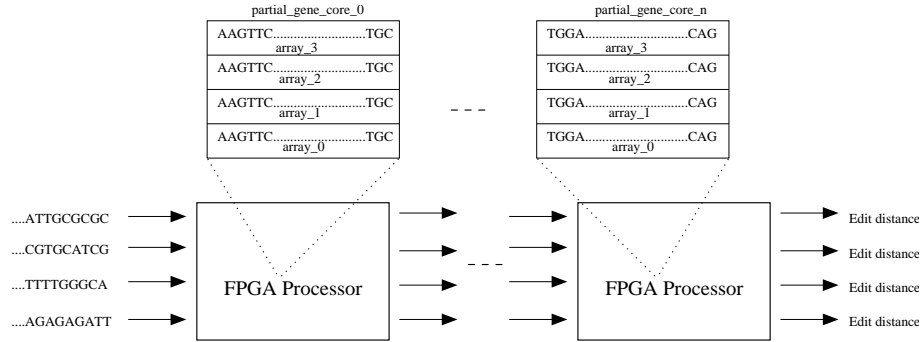 partial_gene_core_0
AAGTTC..............................TGC
array_3
AAGTTC..............................TGC
array_2
AAGTTC..............................TGC
array_1
AAGTTC..............................TGC
array_0
partial_gene_core_n
TGGA..............................CAG
array_3
TGGA..............................CAG
array_2
TGGA..............................CAG
array_1
TGGA..............................CAG
array_0
....ATTGCGCGC
....CGTGCATCG
....TTTTGGGCA
....AGAGAGATT
FPGA Processor
FPGA Processor
Edit distance
Edit distance
Edit distance
Edit distance